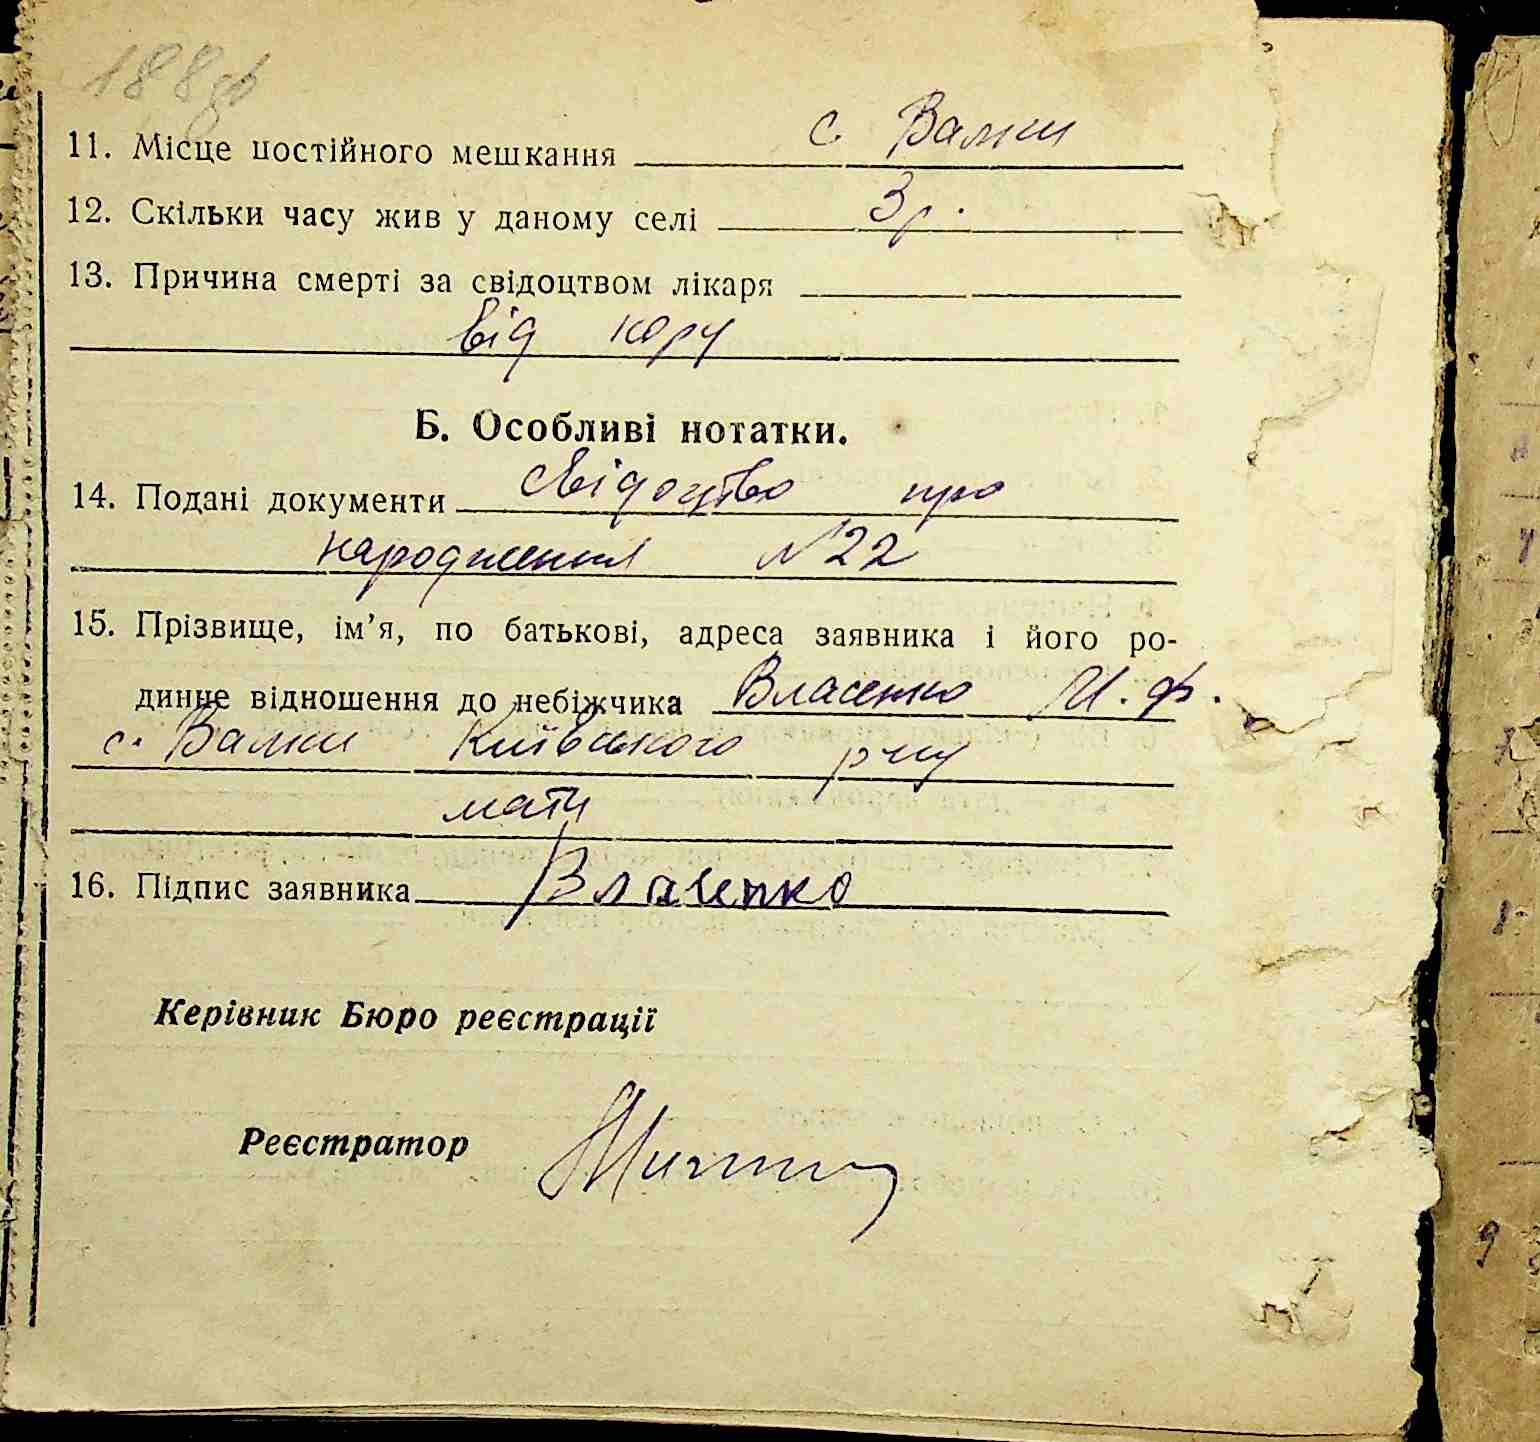 188зв
11. Місце постійного мешкання с. Валки
12. Скільки часу жив у даному селі 3 р.
13. Причина смерті за свідоцтвом лікаря
від кору
Б. Особливі нотатки.
14. Подані документи свідоцтво про
народження №22
15. Прізвище, ім’я, по батькові, адреса заявника і його ро-
динне відношення до небіжчика Власенко И. Ф.
с. Валки Київського р-ну
мати
16. Підпис заявника Власенко
Керівник Бюро реєстрації
Реєстратор